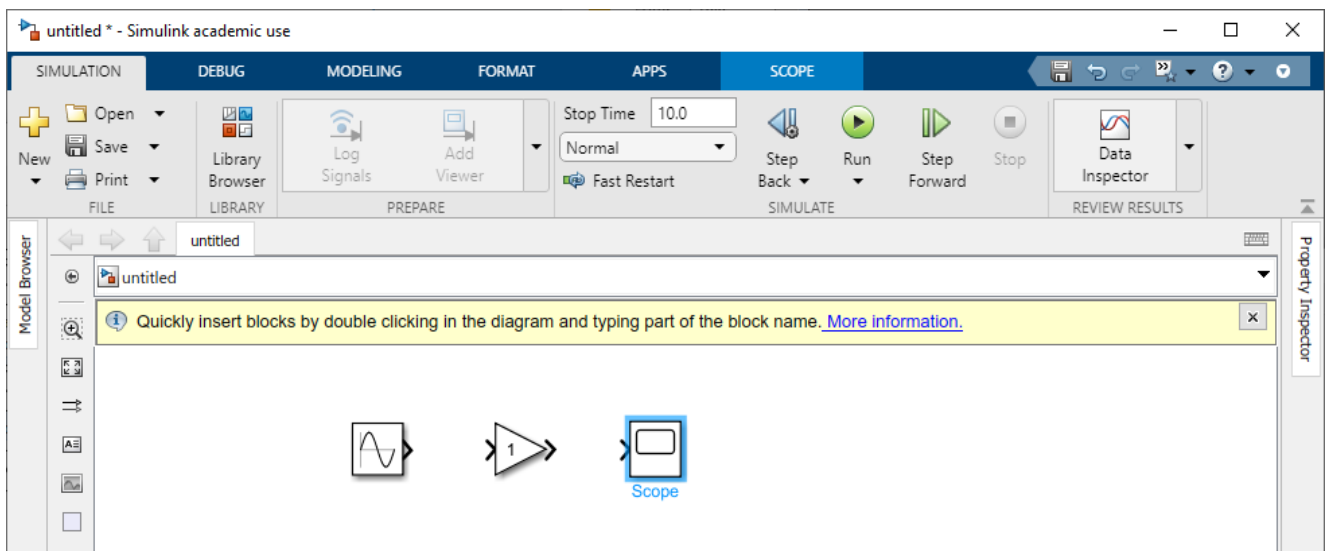 untitled * - Simulink academic use
SIMULATION DEBUG MODELING FORMAT APPS SCOPE
New
Open
Save
Print
FILE
Library
Browser
LIBRARY
Log
Signals
Add
Viewer
PREPARE
Stop Time 10.0
Normal
Fast Restart
Step
Back
Run
Step
Forward
Stop
SIMULATE
Data
Inspector
REVIEW RESULTS
Model Browser
untitled
untitled
Quickly insert blocks by double clicking in the diagram and typing part of the block name. More information.
A
1
Scope
Property Inspector